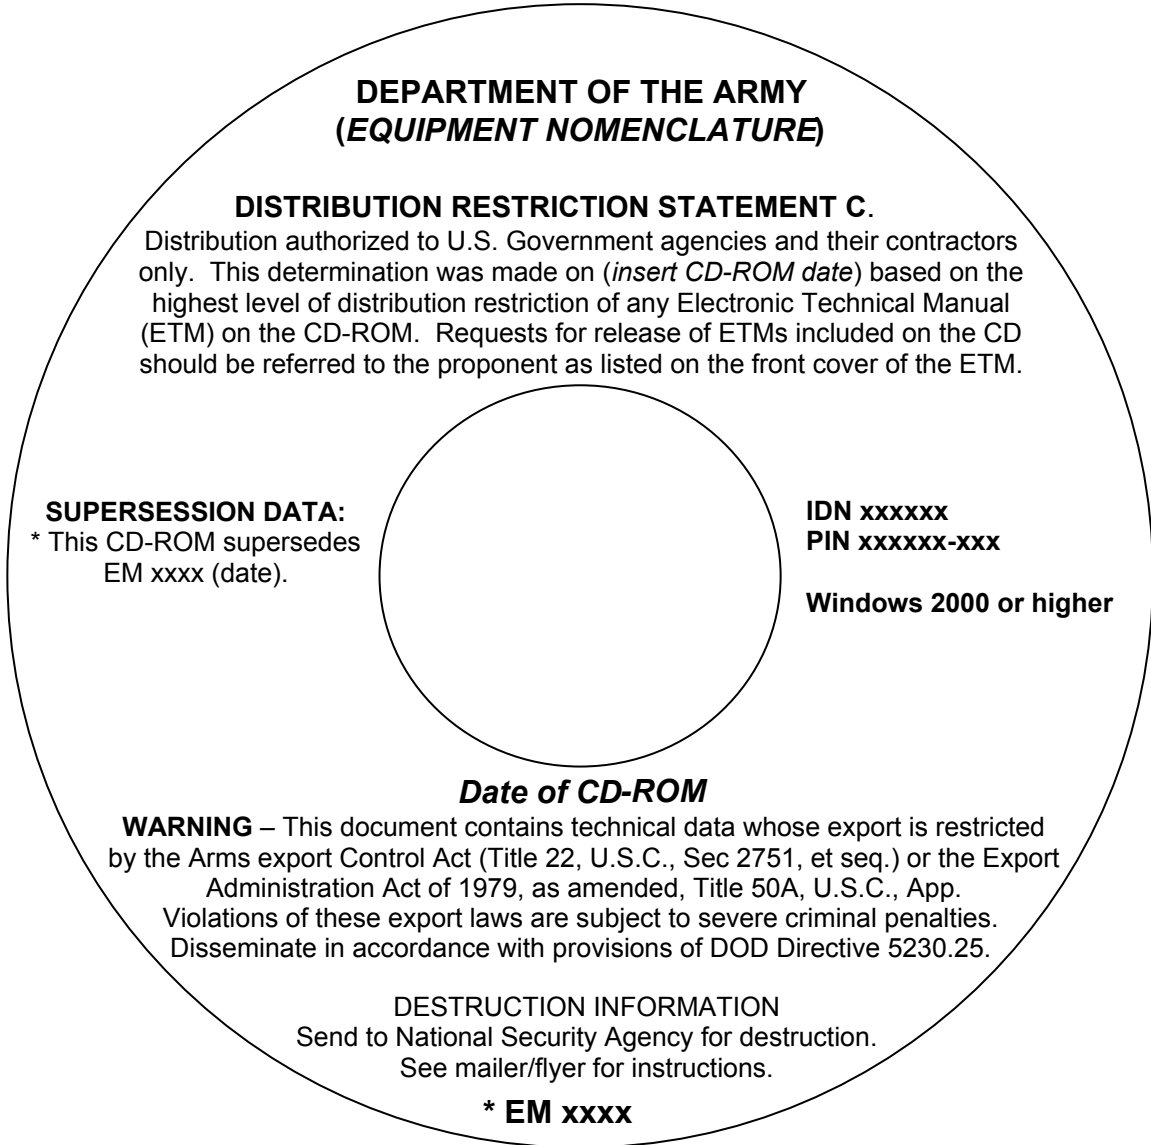 DEPARTMENT OF THE ARMY
(EQUIPMENT NOMENCLATURE)
DISTRIBUTION RESTRICTION STATEMENT C.
Distribution authorized to U.S. Government agencies and their contractors
only. This determination was made on (insert CD-ROM date) based on the
highest level of distribution restriction of any Electronic Technical Manual
(ETM) on the CD-ROM. Requests for release of ETMs included on the CD
should be referred to the proponent as listed on the front cover of the ETM.
SUPERSESSION DATA:
* This CD-ROM supersedes
EM xxxx (date).
IDN xxxxxx
PIN xxxxxx-xxx
Windows 2000 or higher
Date of CD-ROM
WARNING – This document contains technical data whose export is restricted
by the Arms export Control Act (Title 22, U.S.C., Sec 2751, et seq.) or the Export
Administration Act of 1979, as amended, Title 50A, U.S.C., App.
Violations of these export laws are subject to severe criminal penalties.
Disseminate in accordance with provisions of DOD Directive 5230.25.
DESTRUCTION INFORMATION
Send to National Security Agency for destruction.
See mailer/flyer for instructions.
* EM xxxx